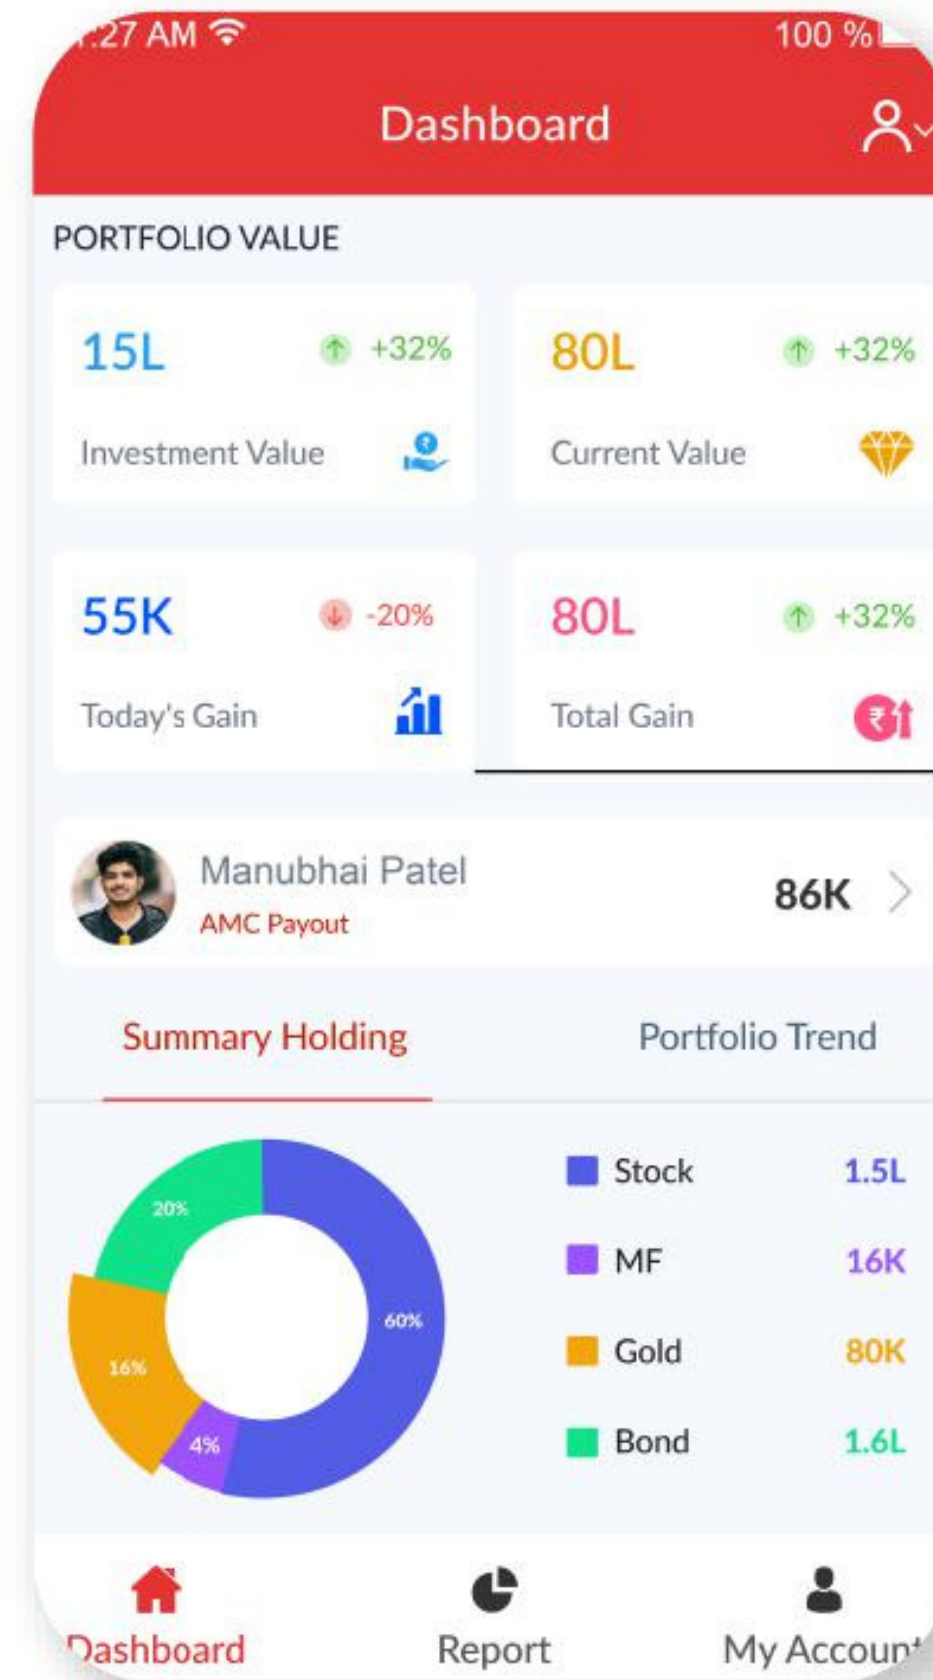 :27 AM 100 %
Dashboard
PORTFOLIO VALUE
15L +32%
Investment Value
80L +32%
Current Value
55K -20%
Today's Gain
80L +32%
Total Gain
Manubhai Patel
AMC Payout
86K
Summary Holding Portfolio Trend
20%
60%
16%
4%
Stock 1.5L
MF 16K
Gold 80K
Bond 1.6L
Dashboard Report My Account